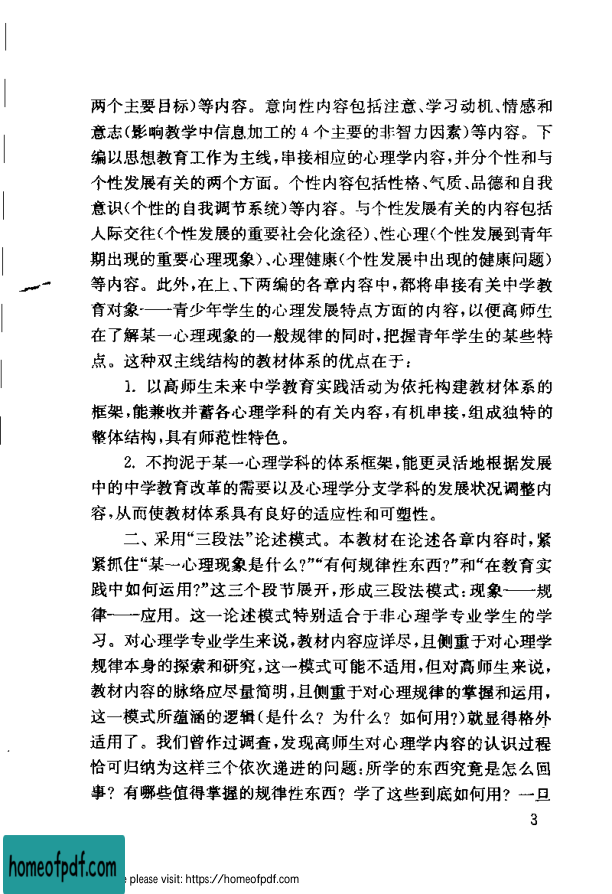 两个主要目标)等内容。意向性内容包括注意、学习动机、情感和
意志(影响教学中信息加工的4个主要的非智力因素)等内容。下
编以思想教育工作为主线,串接相应的心理学内容,并分个性和与
个性发展有关的两个方面。个性内容包括性格、气质、品德和自我
意识(个性的自我调节系统)等内容。与个性发展有关的内容包括
人际交往(个性发展的重要社会化途径)、性心理(个性发展到青年
期出现的重要心理现象)、心理健康(个性发展中出现的健康问题)
等内容。此外,在上、下两编的各章内容中,都将串接有关中学教
育对象——青少年学生的心理发展特点方面的内容,以便高师生
在了解某一心理现象的一般规律的同时,把握青年学生的某些特
点。这种双主线结构的教材体系的优点在于:
1. 以高师生未来中学教育实践活动为依托构建教材体系的
框架,能兼收并蓄各心理学科的有关内容,有机串接,组成独特的
整体结构,具有师范性特色。
2. 不拘泥于某一心理学科的体系框架,能更灵活地根据发展
中的中学教育改革的需要以及心理学分支学科的发展状况调整内
容,从而使教材体系具有良好的适应性和可塑性。
二、采用“三段法”论述模式。本教材在论述各章内容时,紧
紧抓住“某一心理现象是什么?”“有何规律性东西?”和“在教育实
践中如何运用?”这三个段节展开,形成三段法模式:现象——规
律——应用。这一论述模式特别适合于非心理学专业学生的学
习。对心理学专业学生来说,教材内容应详尽,且侧重于对心理学
规律本身的探索和研究,这一模式可能不适用,但对高师生来说,
教材内容的脉络应尽量简明,且侧重于对心理规律的掌握和运用,
这一模式所蕴涵的逻辑(是什么? 为什么? 如何用?)就显得格外
适用了。我们曾作过调查,发现高师生对心理学内容的认识过程
恰可归纳为这样三个依次递进的问题:所学的东西究竟是怎么回
事? 有哪些值得掌握的规律性东西? 学了这些到底如何用? 一旦
3
homeofpdf.com
e please visit: https://homeofpdf.com